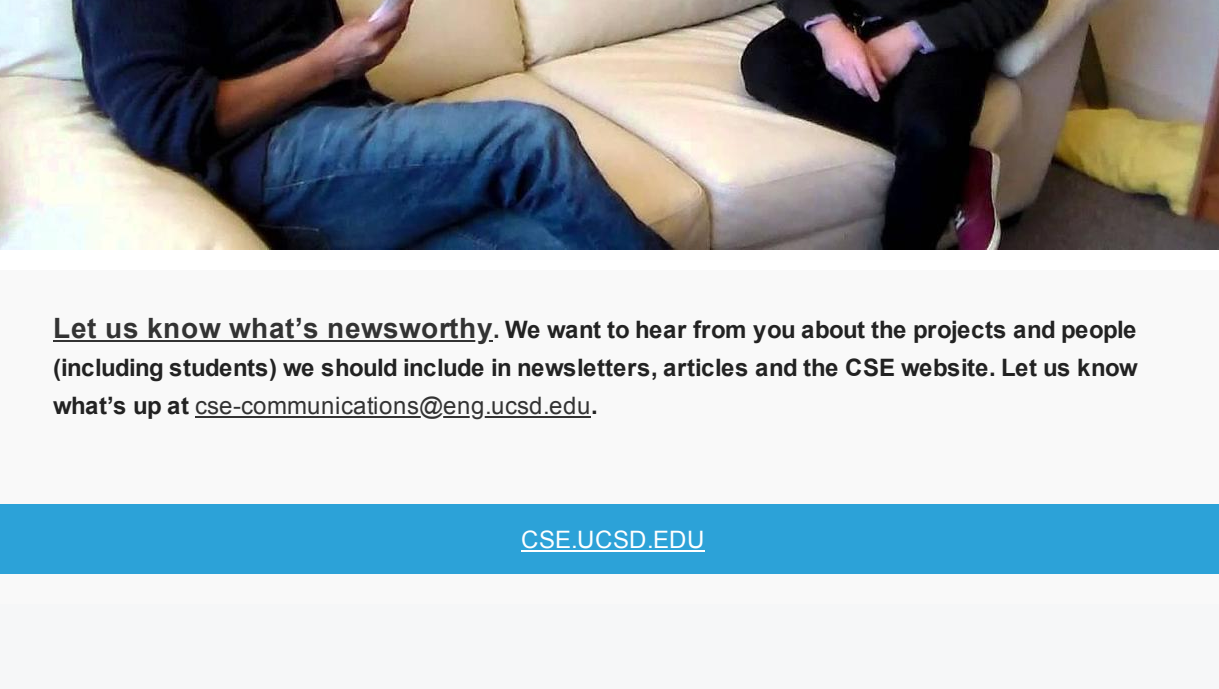 Let us know what’s newsworthy. We want to hear from you about the projects and people
(including students) we should include in newsletters, articles and the CSE website. Let us know
what’s up at cse-communications@eng.ucsd.edu.
CSE.UCSD.EDU